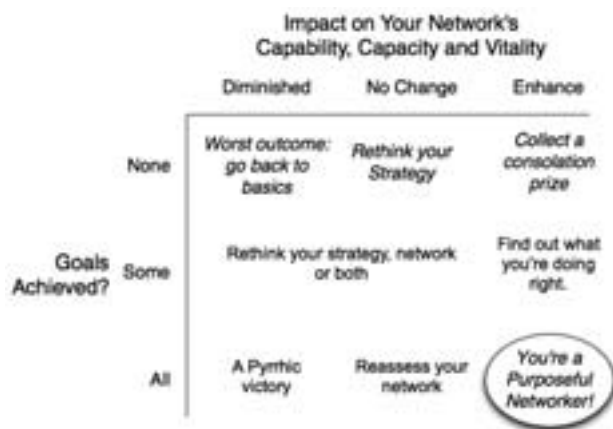 Impact on Your Network's
Capability, Capacity and Vitality
Diminished No Change Enhance
None
Worst outcome:
go back to
basics
Rethink your
Strategy
Collect a
consolation
prize
Goals
Achieved?
Some
Rethink your strategy, network
or both
Find out what
you're doing
right.
All
A Pyrrhic
victory
Reassess your
network
You're a
Purposeful
Networker!